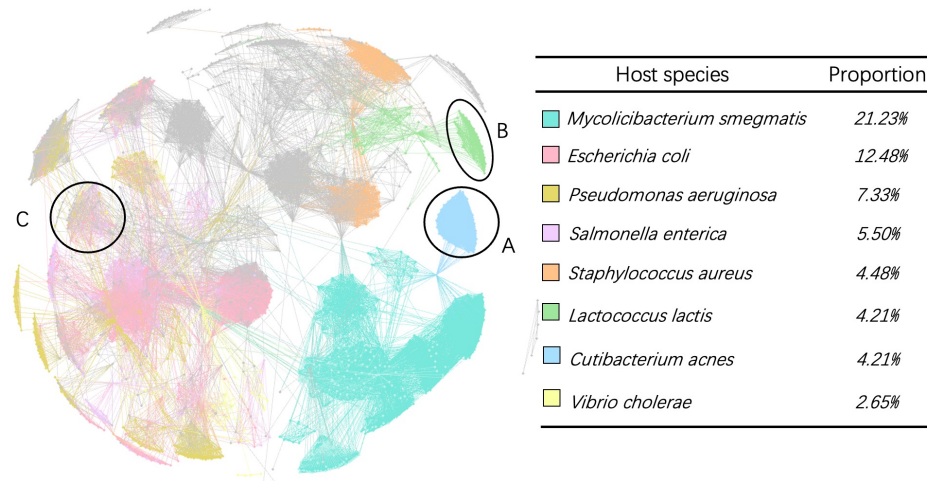 B
C
A
Host species Proportion
Mycolicibacterium smegmatis 21.23%
Escherichia coli 12.48%
Pseudomonas aeruginosa 7.33%
Salmonella enterica 5.50%
Staphylococcus aureus 4.48%
Lactococcus lactis 4.21%
Cutibacterium acnes 4.21%
Vibrio cholerae 2.65%